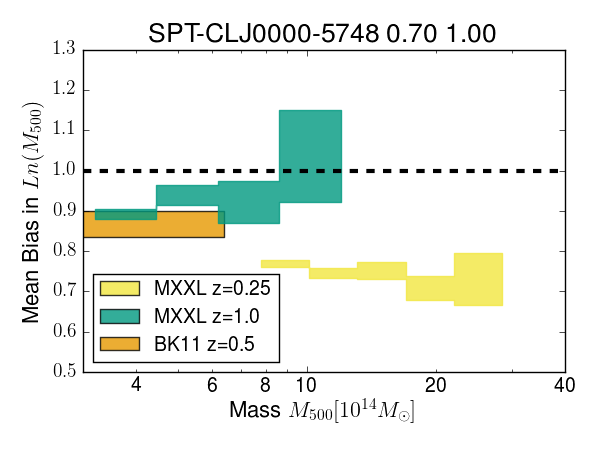 SPT-CLJ0000-5748 0.70 1.00
1.3
1.2
1.1
1.0
0.9
0.8
0.7
0.6
0.5
Mean Bias in Ln(M500)
MXXL z=0.25
MXXL z=1.0
BK11 z=0.5
4 6 8 10 20 40
Mass M500[10^14 M⊙]